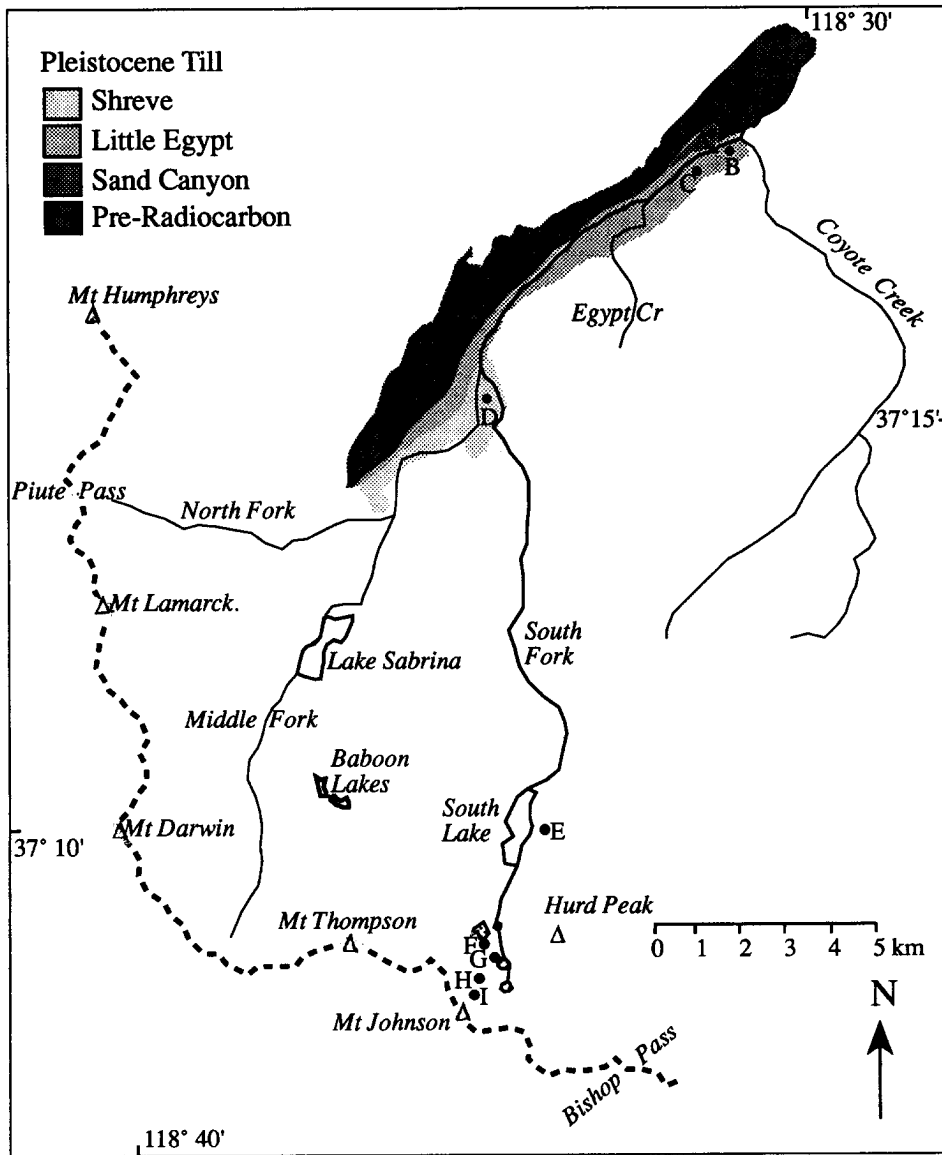 118° 30'
Pleistocene Till
Shreve
Little Egypt
Sand Canyon
Pre-Radiocarbon
B
C
Coyote Creek
Mt Humphreys
Egypt Cr
D
37°15'
Piute Pass
North Fork
Mt Lamarck.
South
Fork
Lake Sabrina
Middle Fork
Baboon
Lakes
South
Lake
E
Mt Darwin
37° 10'
Mt Thompson
Hurd Peak
F
G
0 1 2 3 4 5 km
H
I
N
Mt Johnson
Bishop Pass
118° 40'